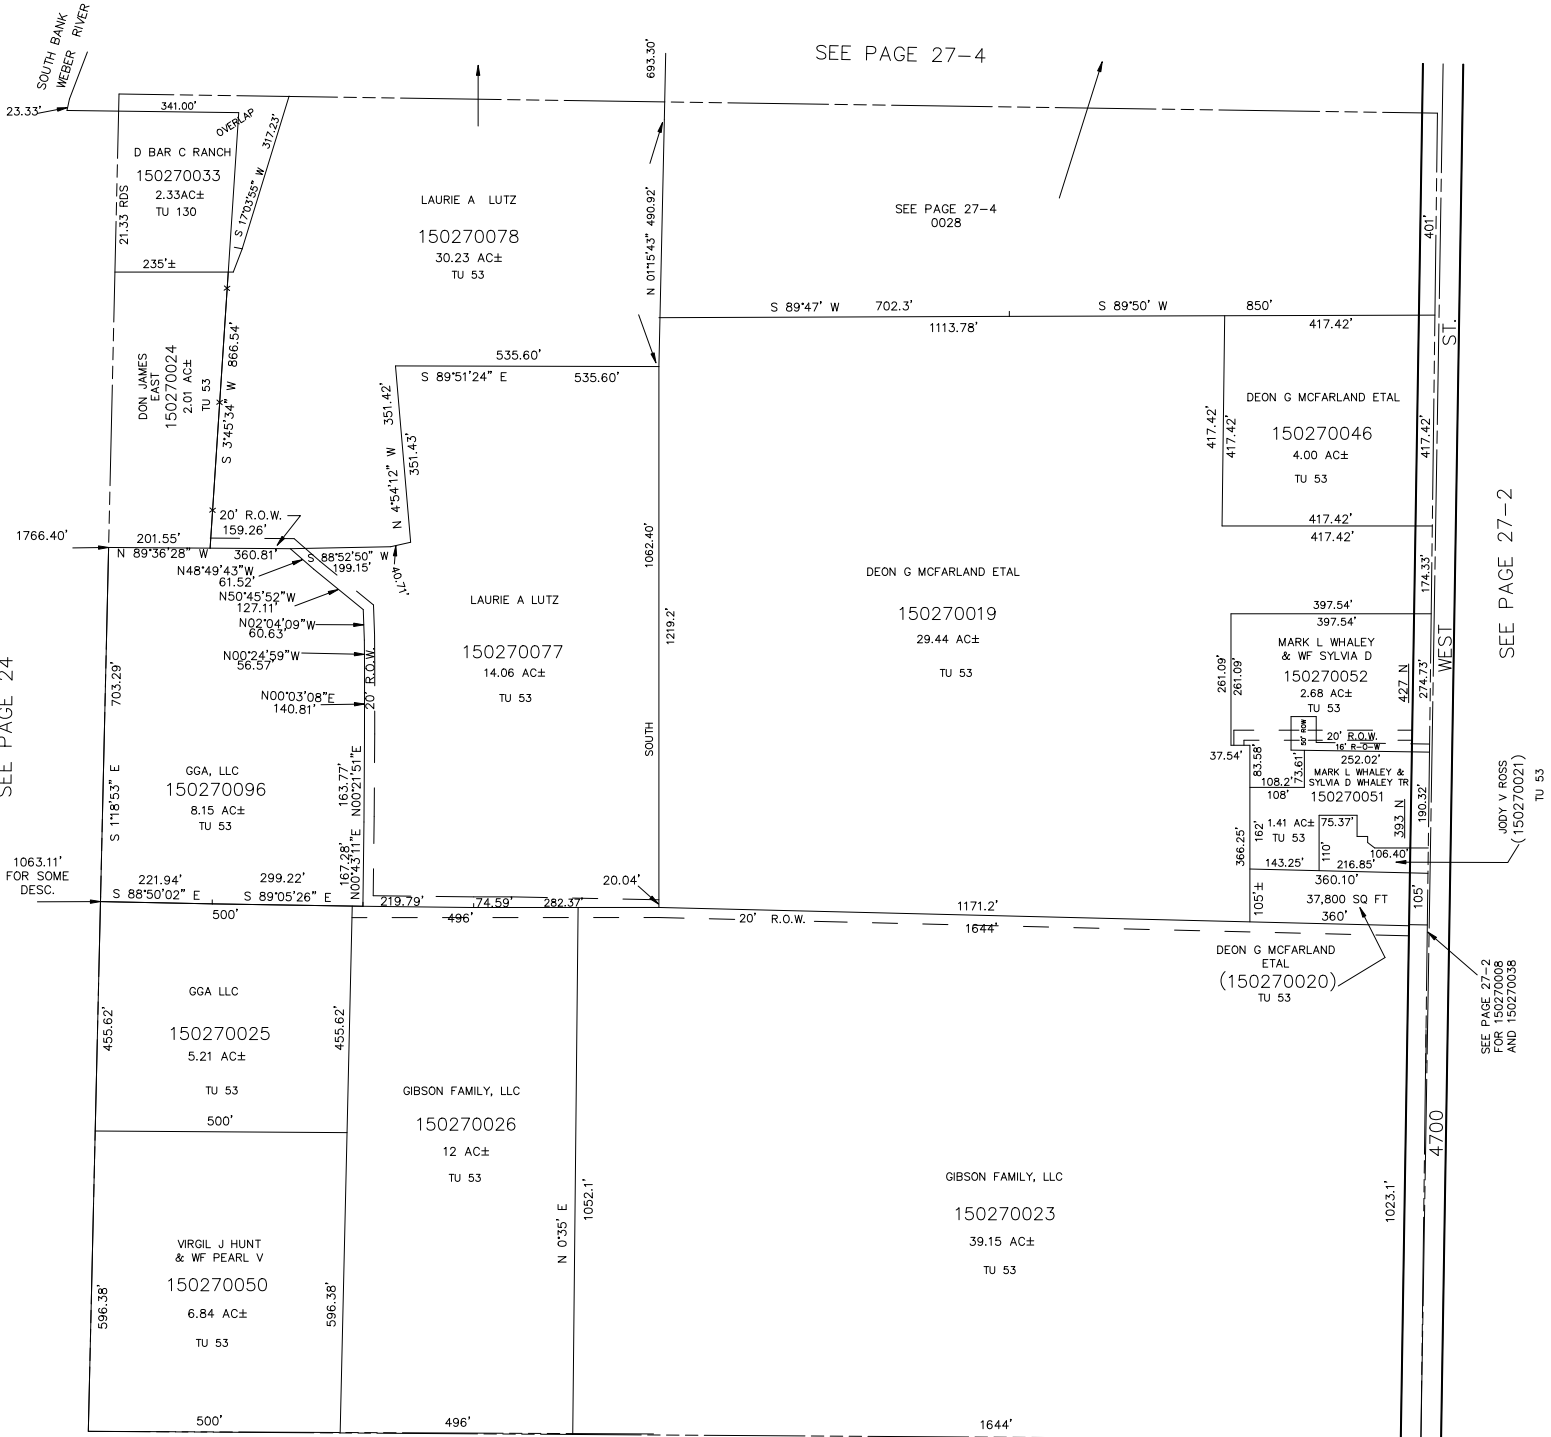 SOUTH BANK
WEBER RIVER
23.33'
341.00'
OVERLAP
693.30'
SEE PAGE 27-4
D BAR C RANCH
150270033
2.33AC±
TU 130
21.33 RDS
235'±
S 17°03'55" W 317.23'
LAURIE A LUTZ
150270078
30.23 AC±
TU 53
N 01°15'43" 490.92'
SEE PAGE 27-4
0028
401'
S 89°47' W 702.3'
S 89°50' W 850'
1113.78'
417.42'
ST.
DON JAMES
EAST
150270024
2.01 AC±
TU 53
S 3°45'34" W 866.54'
535.60'
S 89°51'24" E 535.60'
N 4°54'12" W 351.42'
351.43'
417.42'
417.42'
DEON G MCFARLAND ETAL
150270046
4.00 AC±
TU 53
417.42'
417.42'
417.42'
SEE PAGE 27-2
1766.40'
201.55'
N 89°36'28" W
20' R.O.W.
159.26'
360.81'
S 88°52'50" W
199.15'
40.71'
N48°49'43"W
61.52'
N50°45'52"W
127.11'
N02°04'09"W
60.63'
N00°24'59"W
56.57'
N00°03'08"E
140.81'
20' R.O.W.
LAURIE A LUTZ
150270077
14.06 AC±
TU 53
1062.40'
1219.2'
SOUTH
DEON G MCFARLAND ETAL
150270019
29.44 AC±
TU 53
174.33'
397.54'
397.54'
MARK L WHALEY
& WF SYLVIA D
150270052
2.68 AC±
TU 53
261.09'
261.09'
427 N
274.73'
WEST
50' ROW
20' R.O.W.
16' R-O-W
252.02'
37.54'
83.58'
73.61'
108.2'
108'
MARK L WHALEY &
SYLVIA D WHALEY TR
150270051
1.41 AC±
TU 53
393 N
190.32'
366.25'
162'
75.37'
110'
106.40'
143.25'
216.85'
JODY V ROSS
(150270021)
TU 53
360.10'
37,800 SQ FT
360'
105'±
105'
SEE PAGE 24
703.29'
S 1°18'53" E
GGA, LLC
150270096
8.15 AC±
TU 53
163.77'
N00°21'51"E
167.28'
N00°43'11"E
1063.11'
FOR SOME
DESC.
221.94'
S 88°50'02" E
299.22'
S 89°05'26" E
500'
219.79'
74.59'
282.37'
20.04'
496'
1171.2'
20' R.O.W.
1644'
DEON G MCFARLAND
ETAL
(150270020)
TU 53
SEE PAGE 27-2
FOR 150270008
AND 150270038
GGA LLC
150270025
5.21 AC±
TU 53
455.62'
455.62'
500'
GIBSON FAMILY, LLC
150270026
12 AC±
TU 53
N 0°35' E
1052.1'
GIBSON FAMILY, LLC
150270023
39.15 AC±
TU 53
1023.1'
4700
VIRGIL J HUNT
& WF PEARL V
150270050
6.84 AC±
TU 53
596.38'
596.38'
500'
496'
1644'